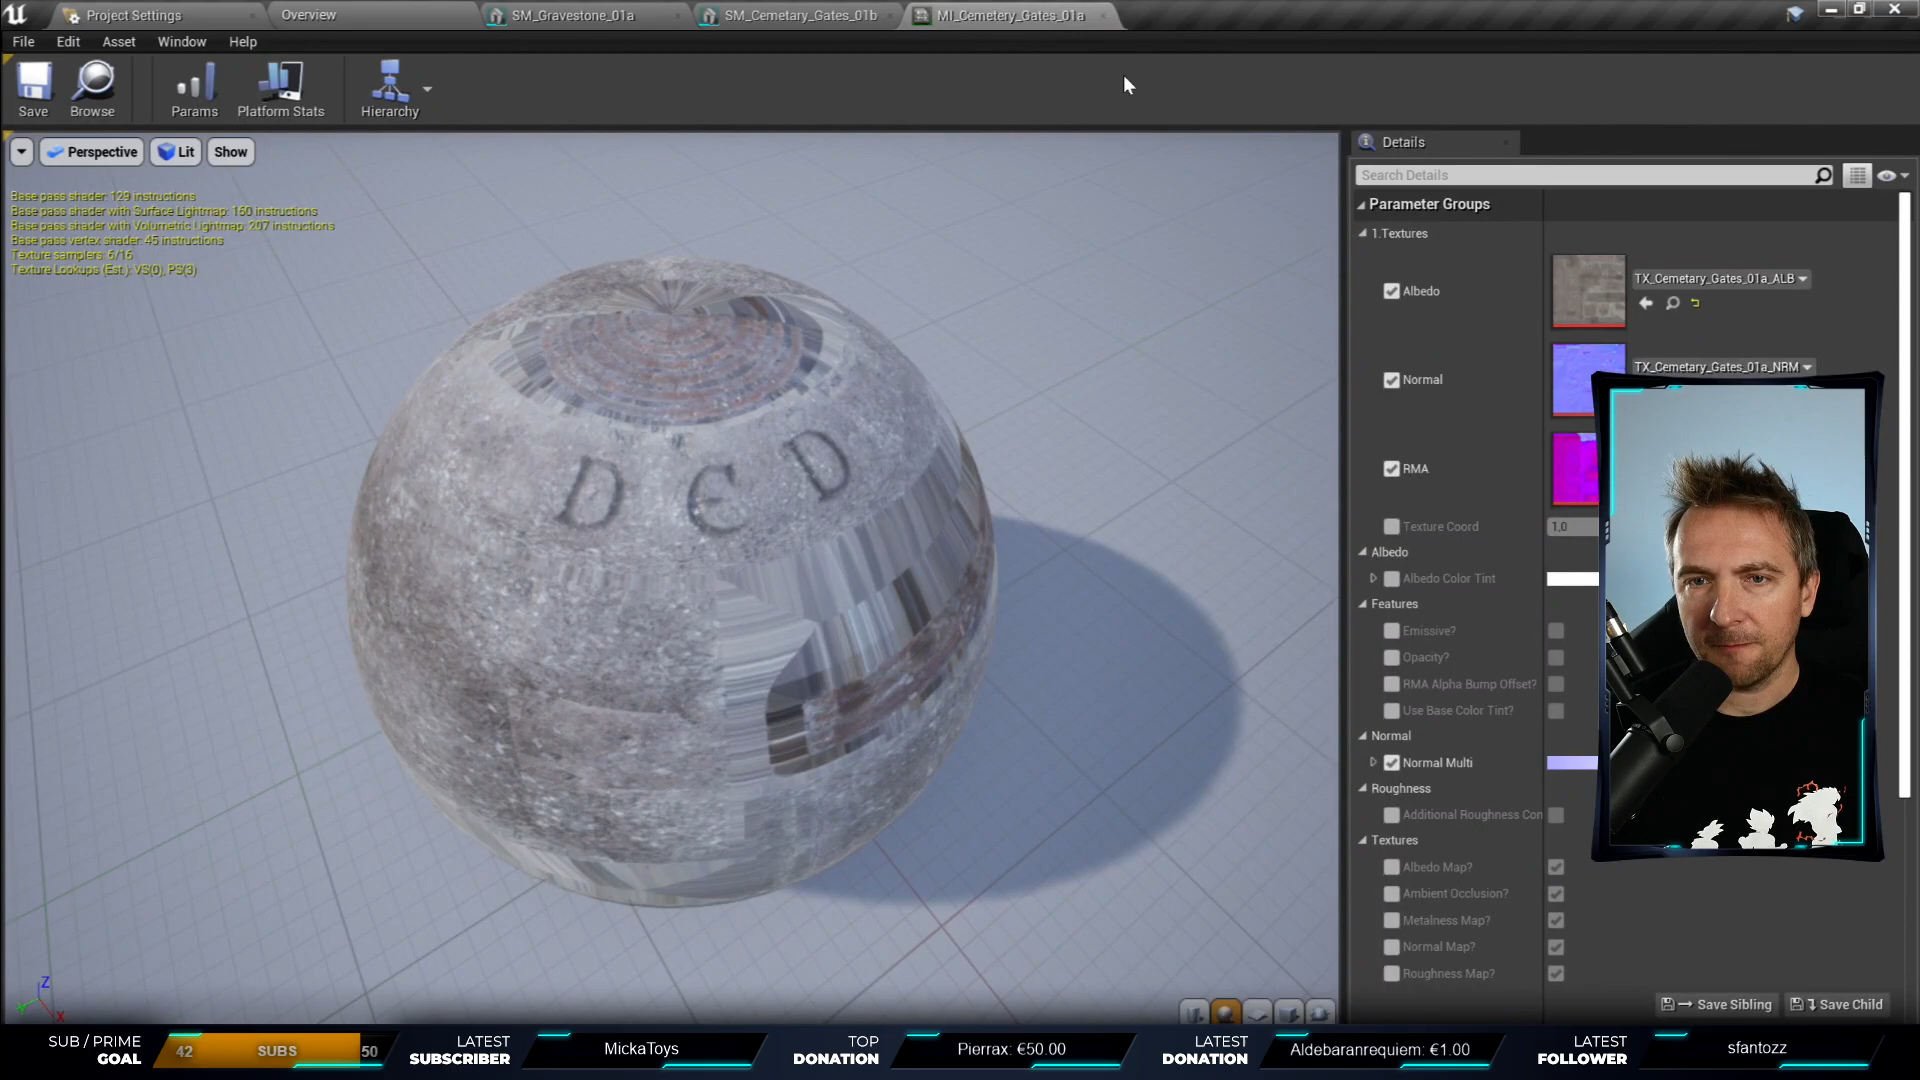 Project Settings
Overview
SM_Gravestone_01a
SM_Cemetary_Gates_01b
MI_Cemetery_Gates_01a
File
Edit
Asset
Window
Help
Save
Browse
Params
Platform Stats
Hierarchy
Perspective
Lit
Show
Base pass shader: 129 instructions
Base pass shader with Surface Lightmap: 160 instructions
Base pass shader with Volumetric Lightmap: 207 instructions
Base pass vertex shader: 45 instructions
Texture samplers: 6/16
Texture Lookups (Est.): VS(0), PS(3)
D E D
Z
X
Details
Search Details
Parameter Groups
1.Textures
Albedo
TX_Cemetary_Gates_01a_ALB
Normal
TX_Cemetary_Gates_01a_NRM
RMA
Texture Coord
1,0
Albedo
Albedo Color Tint
Features
Emissive?
Opacity?
RMA Alpha Bump Offset?
Use Base Color Tint?
Normal
Normal Multi
Roughness
Additional Roughness Con
Textures
Albedo Map?
Ambient Occlusion?
Metalness Map?
Normal Map?
Roughness Map?
Save Sibling
Save Child
SUB / PRIME
GOAL
42
SUBS
50
LATEST
SUBSCRIBER
MickaToys
TOP
DONATION
Pierrax: €50.00
LATEST
DONATION
Aldebaranrequiem: €1.00
LATEST
FOLLOWER
sfantozz